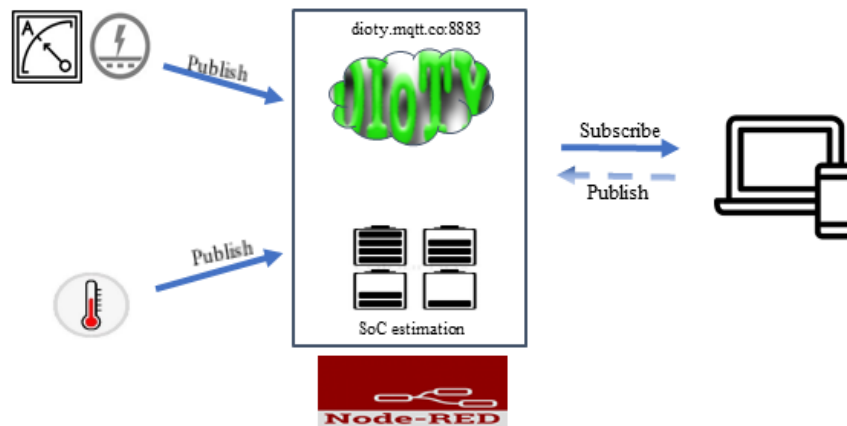 A
Publish
dioty.mqtt.co:8883
DIoTY
Publish
SoC estimation
Subscribe
Publish
Node-RED